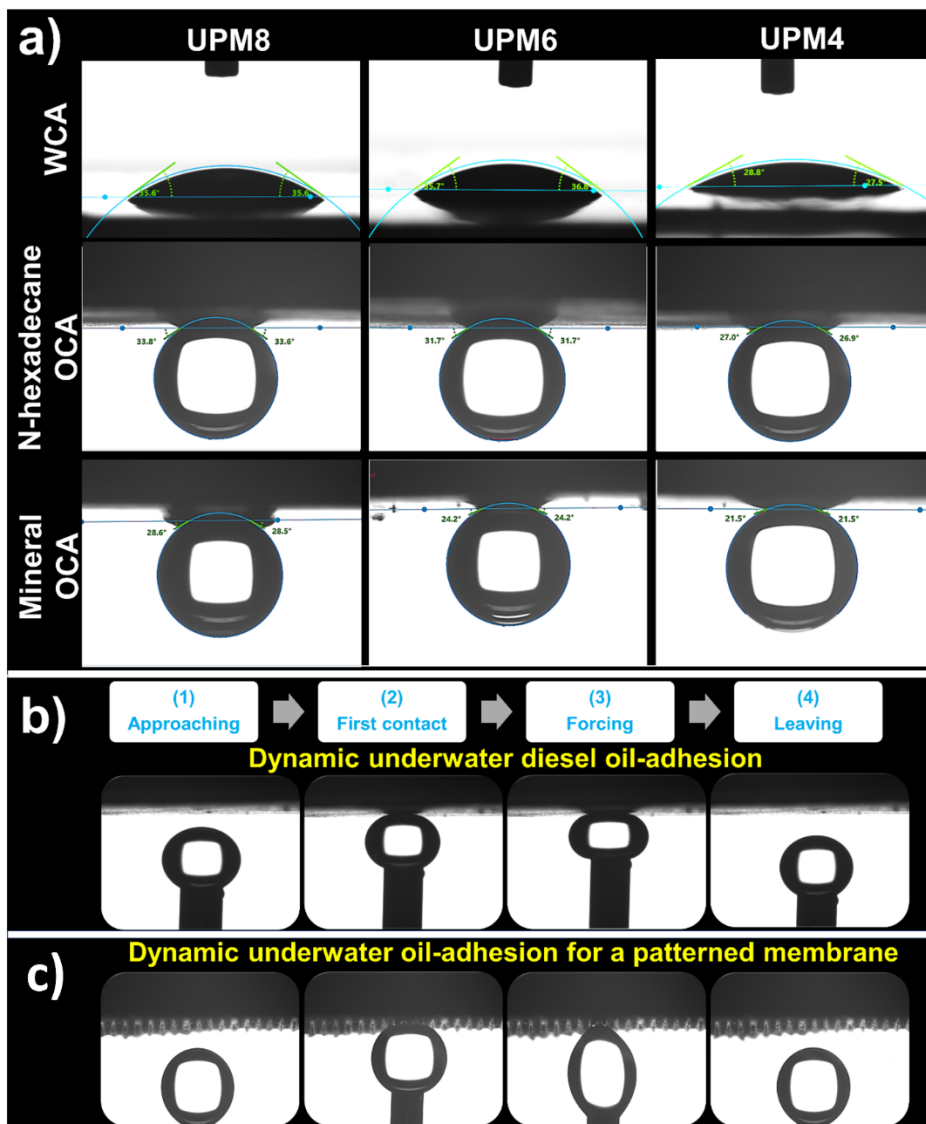 a)
UPM8 UPM6 UPM4
WCA
35.6° 35.6 35.7° 36.8 28.8° 27.5
N-hexadecane
OCA
33.8° 33.6° 31.7° 31.7° 27.0° 26.9°
Mineral
OCA
28.6° 28.5° 24.2° 24.2° 21.5° 21.5°
b)
(1) (2) (3) (4)
Approaching First contact Forcing Leaving
Dynamic underwater diesel oil-adhesion
c)
Dynamic underwater oil-adhesion for a patterned membrane